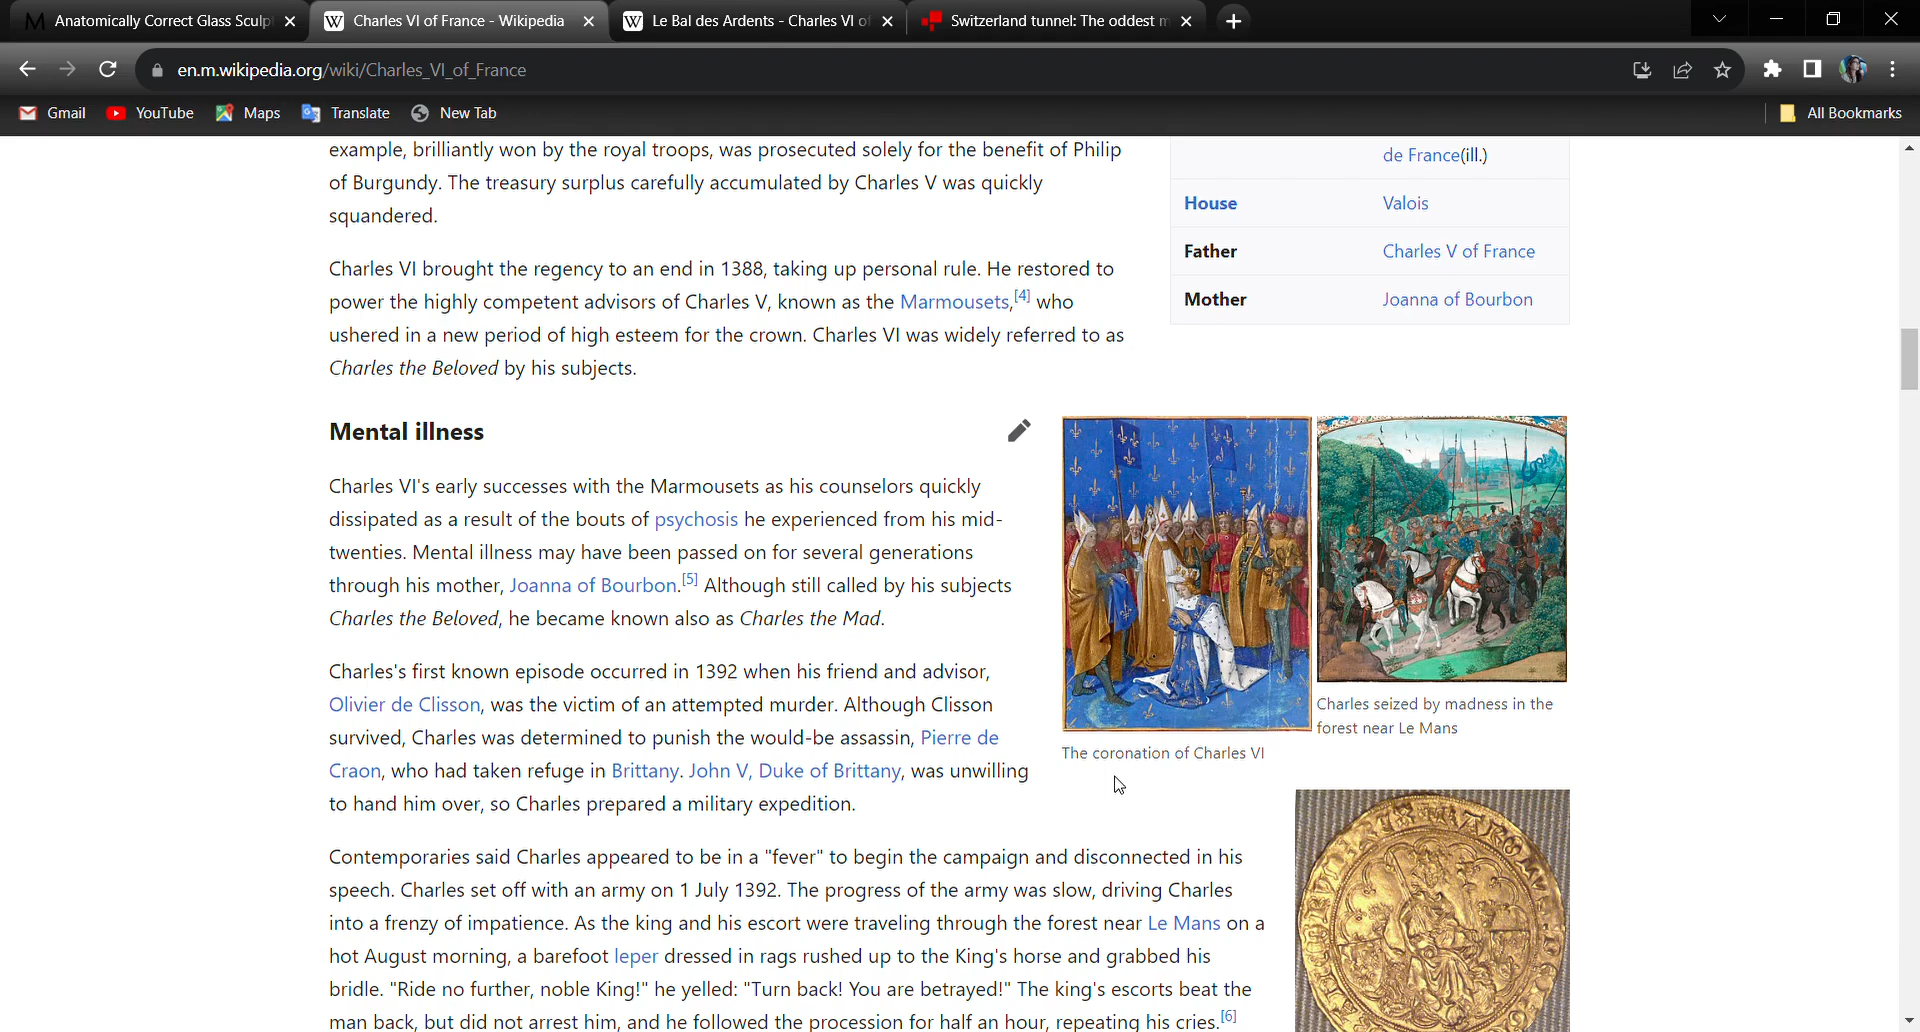 Anatomically Correct Glass Sculpt
Charles VI of France - Wikipedia
Le Bal des Ardents - Charles VI of
Switzerland tunnel: The oddest m
en.m.wikipedia.org/wiki/Charles_VI_of_France
Gmail
YouTube
Maps
Translate
New Tab
All Bookmarks
example, brilliantly won by the royal troops, was prosecuted solely for the benefit of Philip
of Burgundy. The treasury surplus carefully accumulated by Charles V was quickly
squandered.
Charles VI brought the regency to an end in 1388, taking up personal rule. He restored to
power the highly competent advisors of Charles V, known as the Marmousets,[4] who
ushered in a new period of high esteem for the crown. Charles VI was widely referred to as
Charles the Beloved by his subjects.
de France(ill.)
House Valois
Father Charles V of France
Mother Joanna of Bourbon
Mental illness
Charles VI's early successes with the Marmousets as his counselors quickly
dissipated as a result of the bouts of psychosis he experienced from his mid-
twenties. Mental illness may have been passed on for several generations
through his mother, Joanna of Bourbon.[5] Although still called by his subjects
Charles the Beloved, he became known also as Charles the Mad.
Charles's first known episode occurred in 1392 when his friend and advisor,
Olivier de Clisson, was the victim of an attempted murder. Although Clisson
survived, Charles was determined to punish the would-be assassin, Pierre de
Craon, who had taken refuge in Brittany. John V, Duke of Brittany, was unwilling
to hand him over, so Charles prepared a military expedition.
The coronation of Charles VI
Charles seized by madness in the
forest near Le Mans
Contemporaries said Charles appeared to be in a "fever" to begin the campaign and disconnected in his
speech. Charles set off with an army on 1 July 1392. The progress of the army was slow, driving Charles
into a frenzy of impatience. As the king and his escort were traveling through the forest near Le Mans on a
hot August morning, a barefoot leper dressed in rags rushed up to the King's horse and grabbed his
bridle. "Ride no further, noble King!" he yelled: "Turn back! You are betrayed!" The king's escorts beat the
man back, but did not arrest him, and he followed the procession for half an hour, repeating his cries.[6]